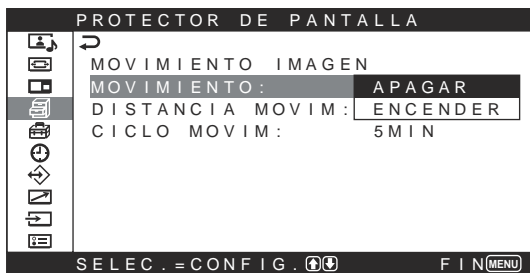 PROTECTOR DE PANTALLA
MOVIMIENTO IMAGEN
MOVIMIENTO: APAGAR
DISTANCIA MOVIM: ENCENDER
CICLO MOVIM: 5MIN
SELEC.=CONFIG. FIN MENU